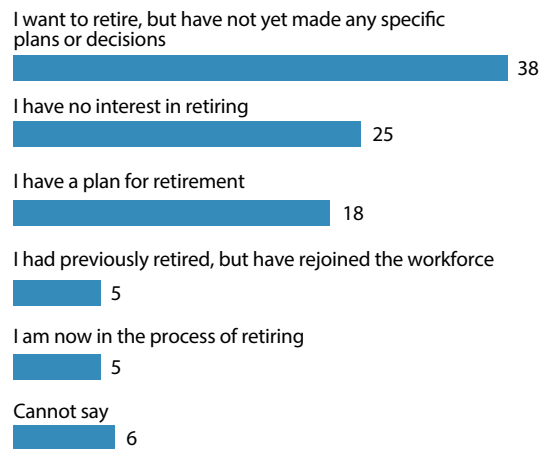 I want to retire, but have not yet made any specific
plans or decisions
38
I have no interest in retiring
25
I have a plan for retirement
18
I had previously retired, but have rejoined the workforce
5
I am now in the process of retiring
5
Cannot say
6